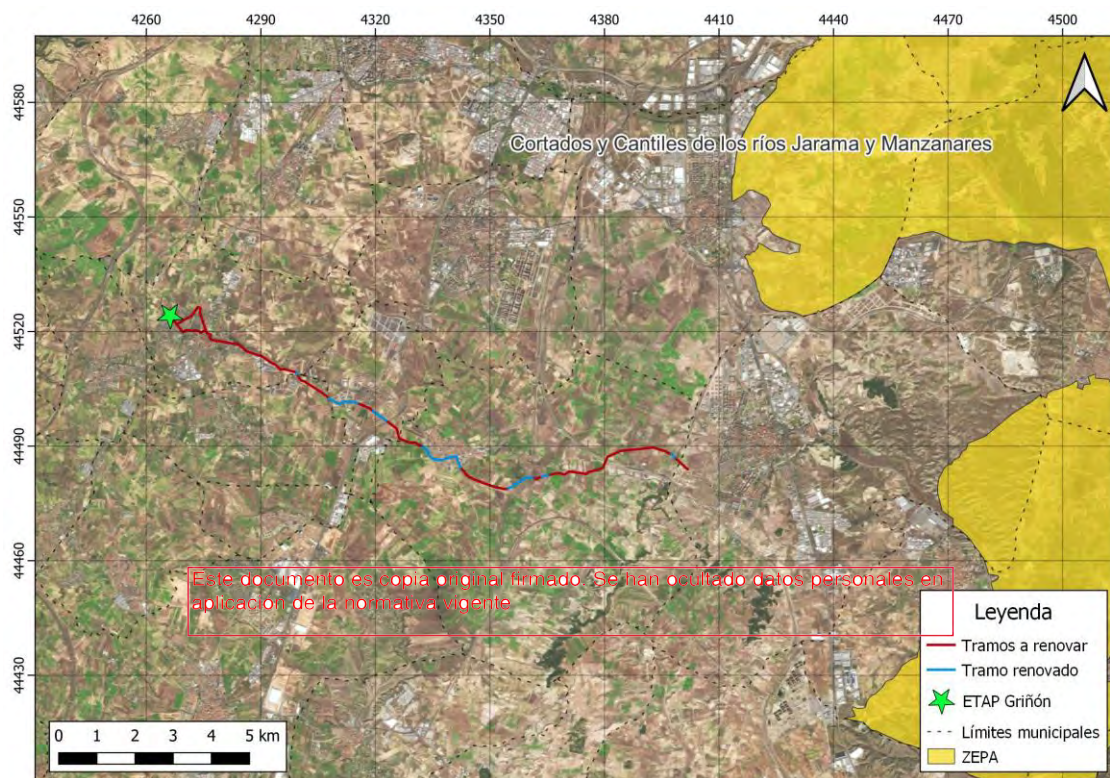 4260 4290 4320 4350 4380 4410 4440 4470 4500
44580
Cortados y Cantiles de los ríos Jarama y Manzanares
44550
44520
44490
44460
Este documento es copia original firmado. Se han ocultado datos personales en
aplicación de la normativa vigente
44430
Leyenda
Tramos a renovar
Tramo renovado
ETAP Griñón
Límites municipales
ZEPA
0 1 2 3 4 5 km